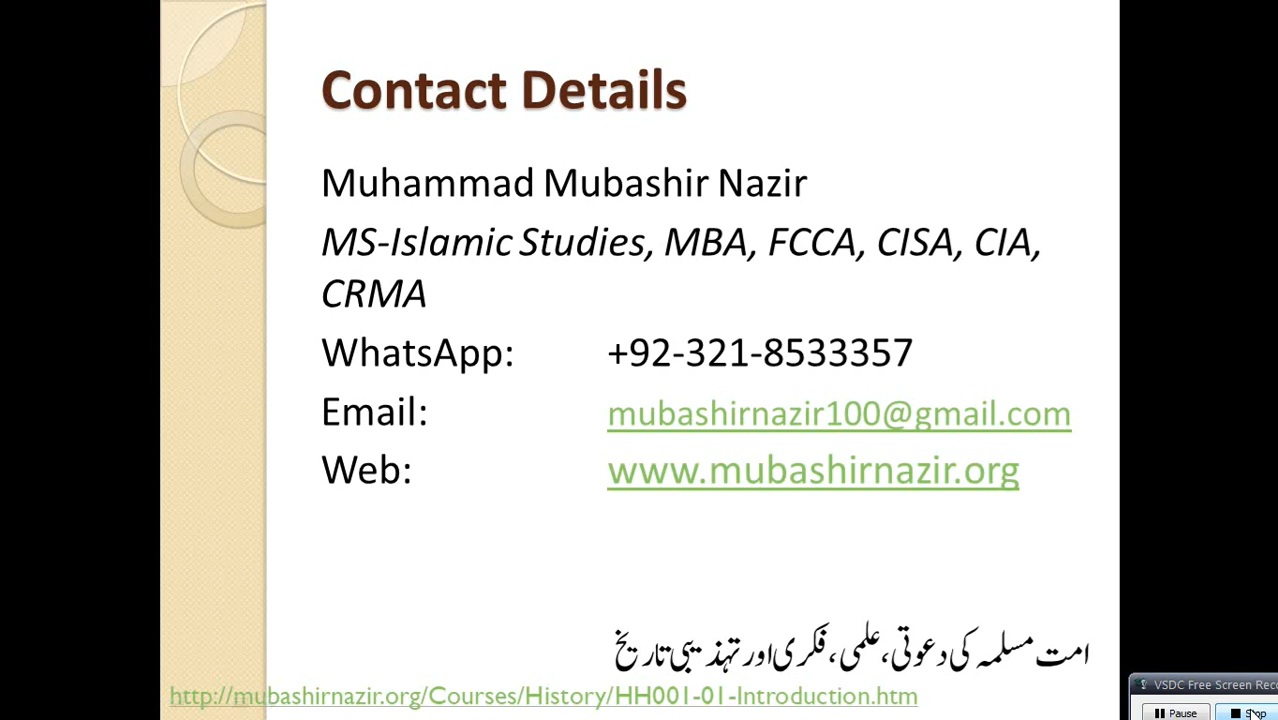 Contact Details
Muhammad Mubashir Nazir
MS-Islamic Studies, MBA, FCCA, CISA, CIA,
CRMA
WhatsApp: +92-321-8533357
Email: mubashirnazir100@gmail.com
Web: www.mubashirnazir.org
امت مسلمہ کی دعوتی، علمی، فکری اور تہذیبی تاریخ
http://mubashirnazir.org/Courses/History/HH001-01-Introduction.htm
VSDC Free Screen Reco
Pause
Stop